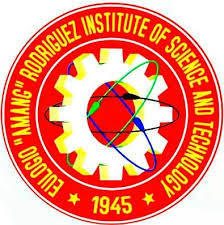 EULOGIO "AMANG" RODRIGUEZ INSTITUTE OF SCIENCE AND TECHNOLOGY
1945